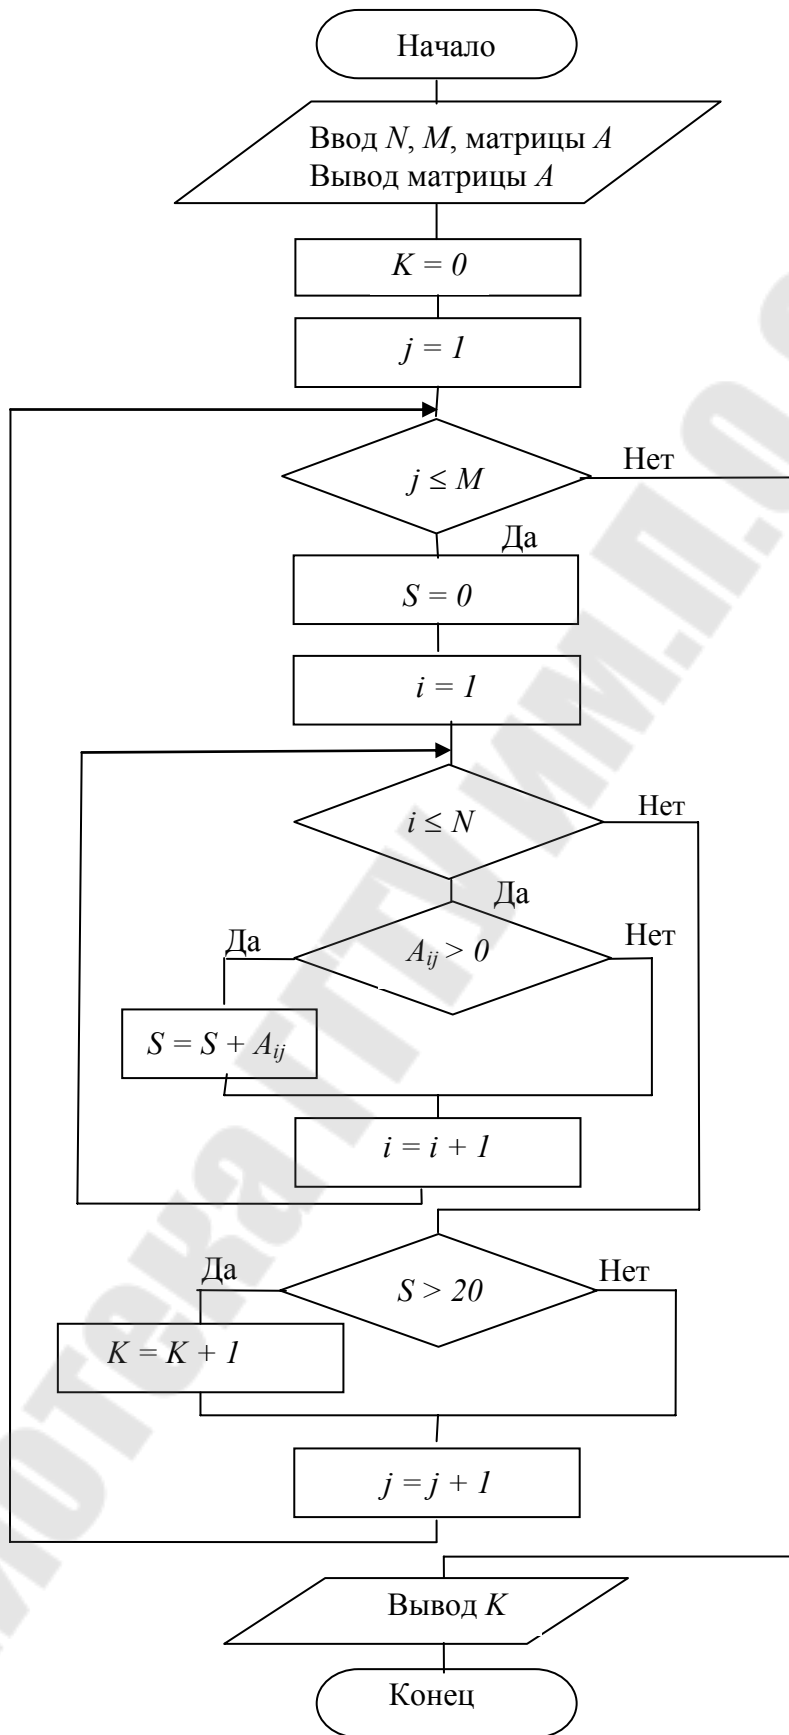 Начало
Ввод N, M, матрицы A
Вывод матрицы A
K = 0
j = 1
j ≤ M
Нет
Да
S = 0
i = 1
i ≤ N
Нет
Да
A_ij > 0
Да
Нет
S = S + A_ij
i = i + 1
S > 20
Да
Нет
K = K + 1
j = j + 1
Вывод K
Конец